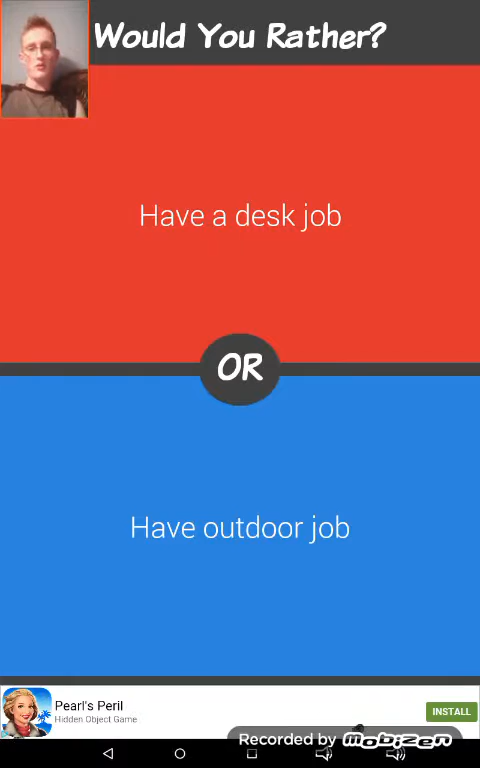 Would You Rather?
Have a desk job
OR
Have outdoor job
Pearl's Peril
Hidden Object Game
INSTALL
Recorded by mobizen